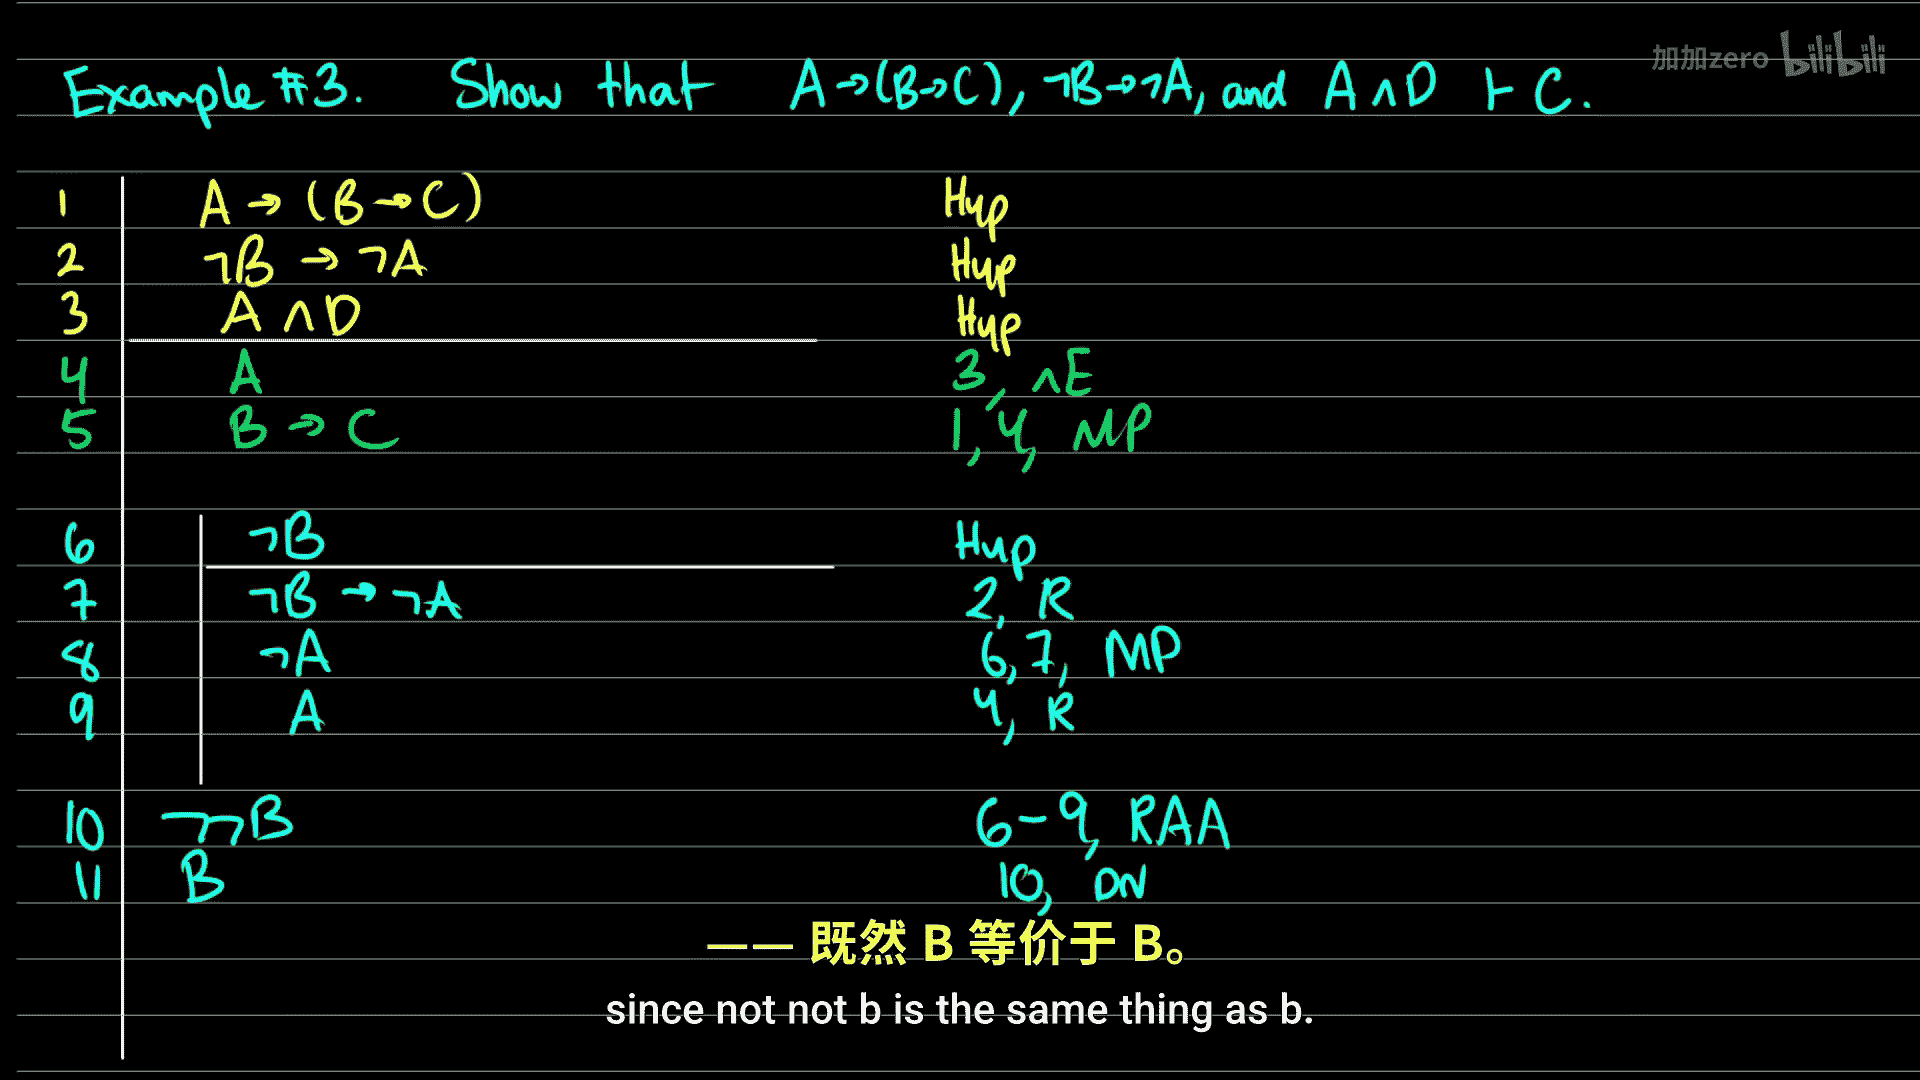 加加zero bilibili
Example #3. Show that A→(B→C), ¬B→¬A, and A∧D ⊢ C.
1 A→(B→C) Hyp
2 ¬B→¬A Hyp
3 A∧D Hyp
4 A 3, ∧E
5 B→C 1,4, MP
6 ¬B Hyp
7 ¬B→¬A 2, R
8 ¬A 6,7, MP
9 A 4, R
10 ¬¬B 6-9, RAA
11 B 10, DN
—— 既然 B 等价于 B。
since not not b is the same thing as b.